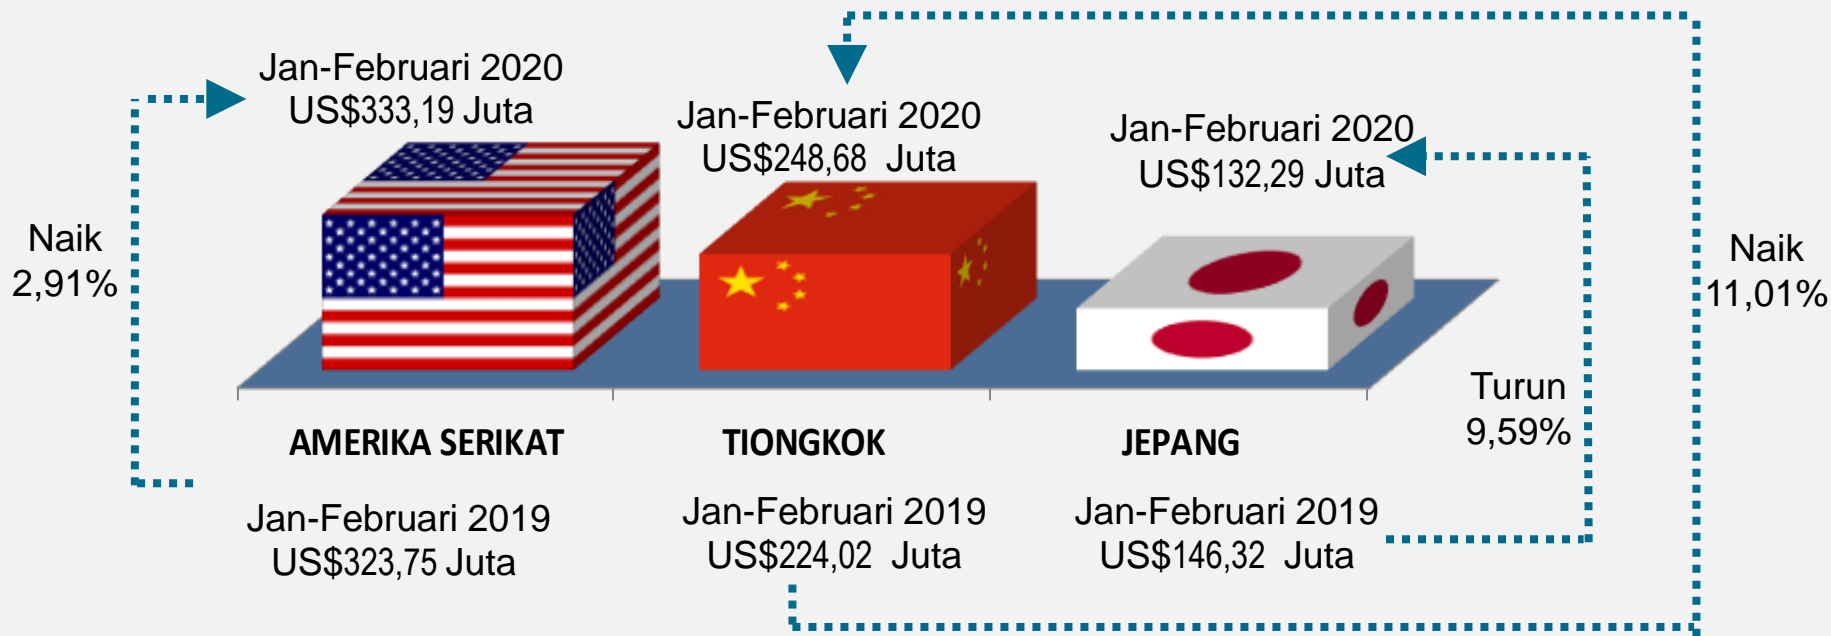 Jan-Februari 2020
US$333,19 Juta
Jan-Februari 2020
US$248,68 Juta
Jan-Februari 2020
US$132,29 Juta
Naik
2,91%
Naik
11,01%
Turun
9,59%
AMERIKA SERIKAT
TIONGKOK
JEPANG
Jan-Februari 2019
US$323,75 Juta
Jan-Februari 2019
US$224,02 Juta
Jan-Februari 2019
US$146,32 Juta